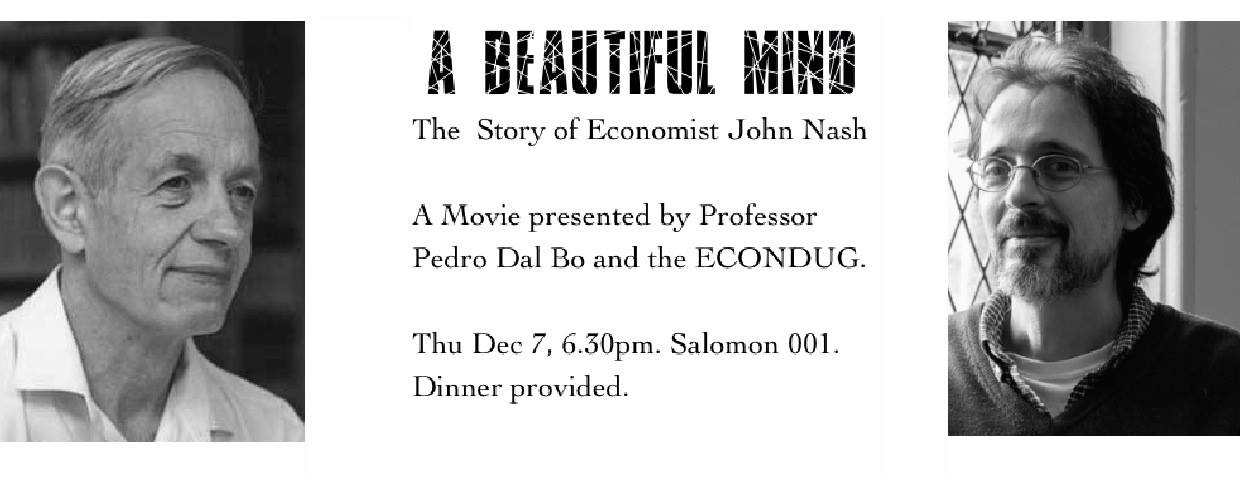 A BEAUTIFUL MIND
The Story of Economist John Nash
A Movie presented by Professor
Pedro Dal Bo and the ECONDUG.
Thu Dec 7, 6.30pm. Salomon 001.
Dinner provided.